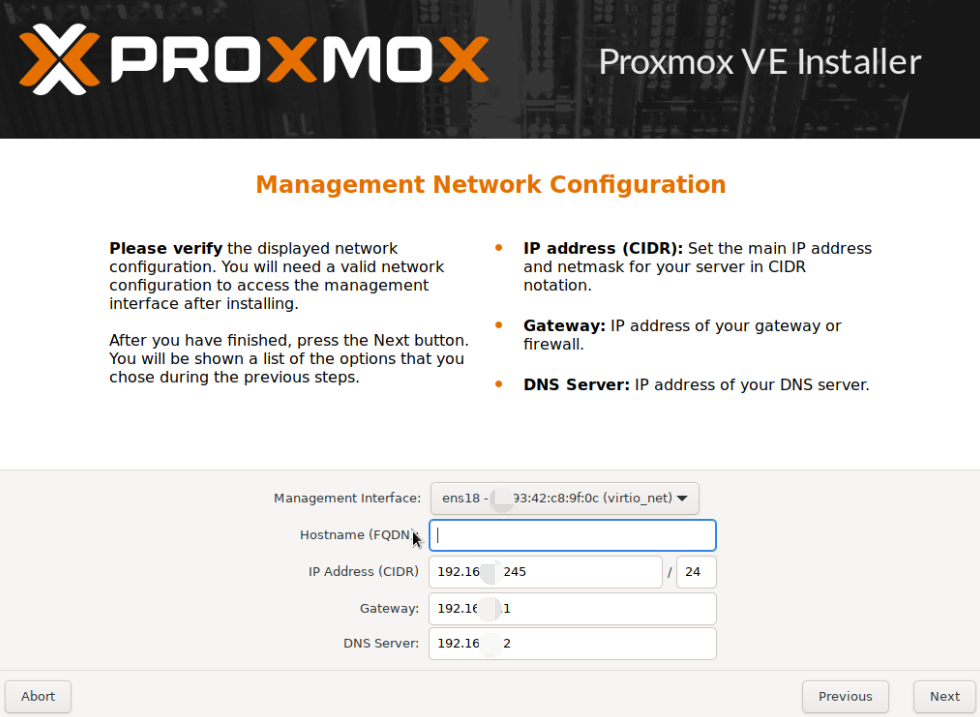 PROXMOX
Proxmox VE Installer
Management Network Configuration
Please verify the displayed network
configuration. You will need a valid network
configuration to access the management
interface after installing.
After you have finished, press the Next button.
You will be shown a list of the options that you
chose during the previous steps.
IP address (CIDR): Set the main IP address
and netmask for your server in CIDR
notation.
Gateway: IP address of your gateway or
firewall.
DNS Server: IP address of your DNS server.
Management Interface: ens18 - 93:42:c8:9f:0c (virtio_net)
Hostname (FQDN):
IP Address (CIDR) 192.16 245 / 24
Gateway: 192.16 .1
DNS Server: 192.16 2
Abort Previous Next